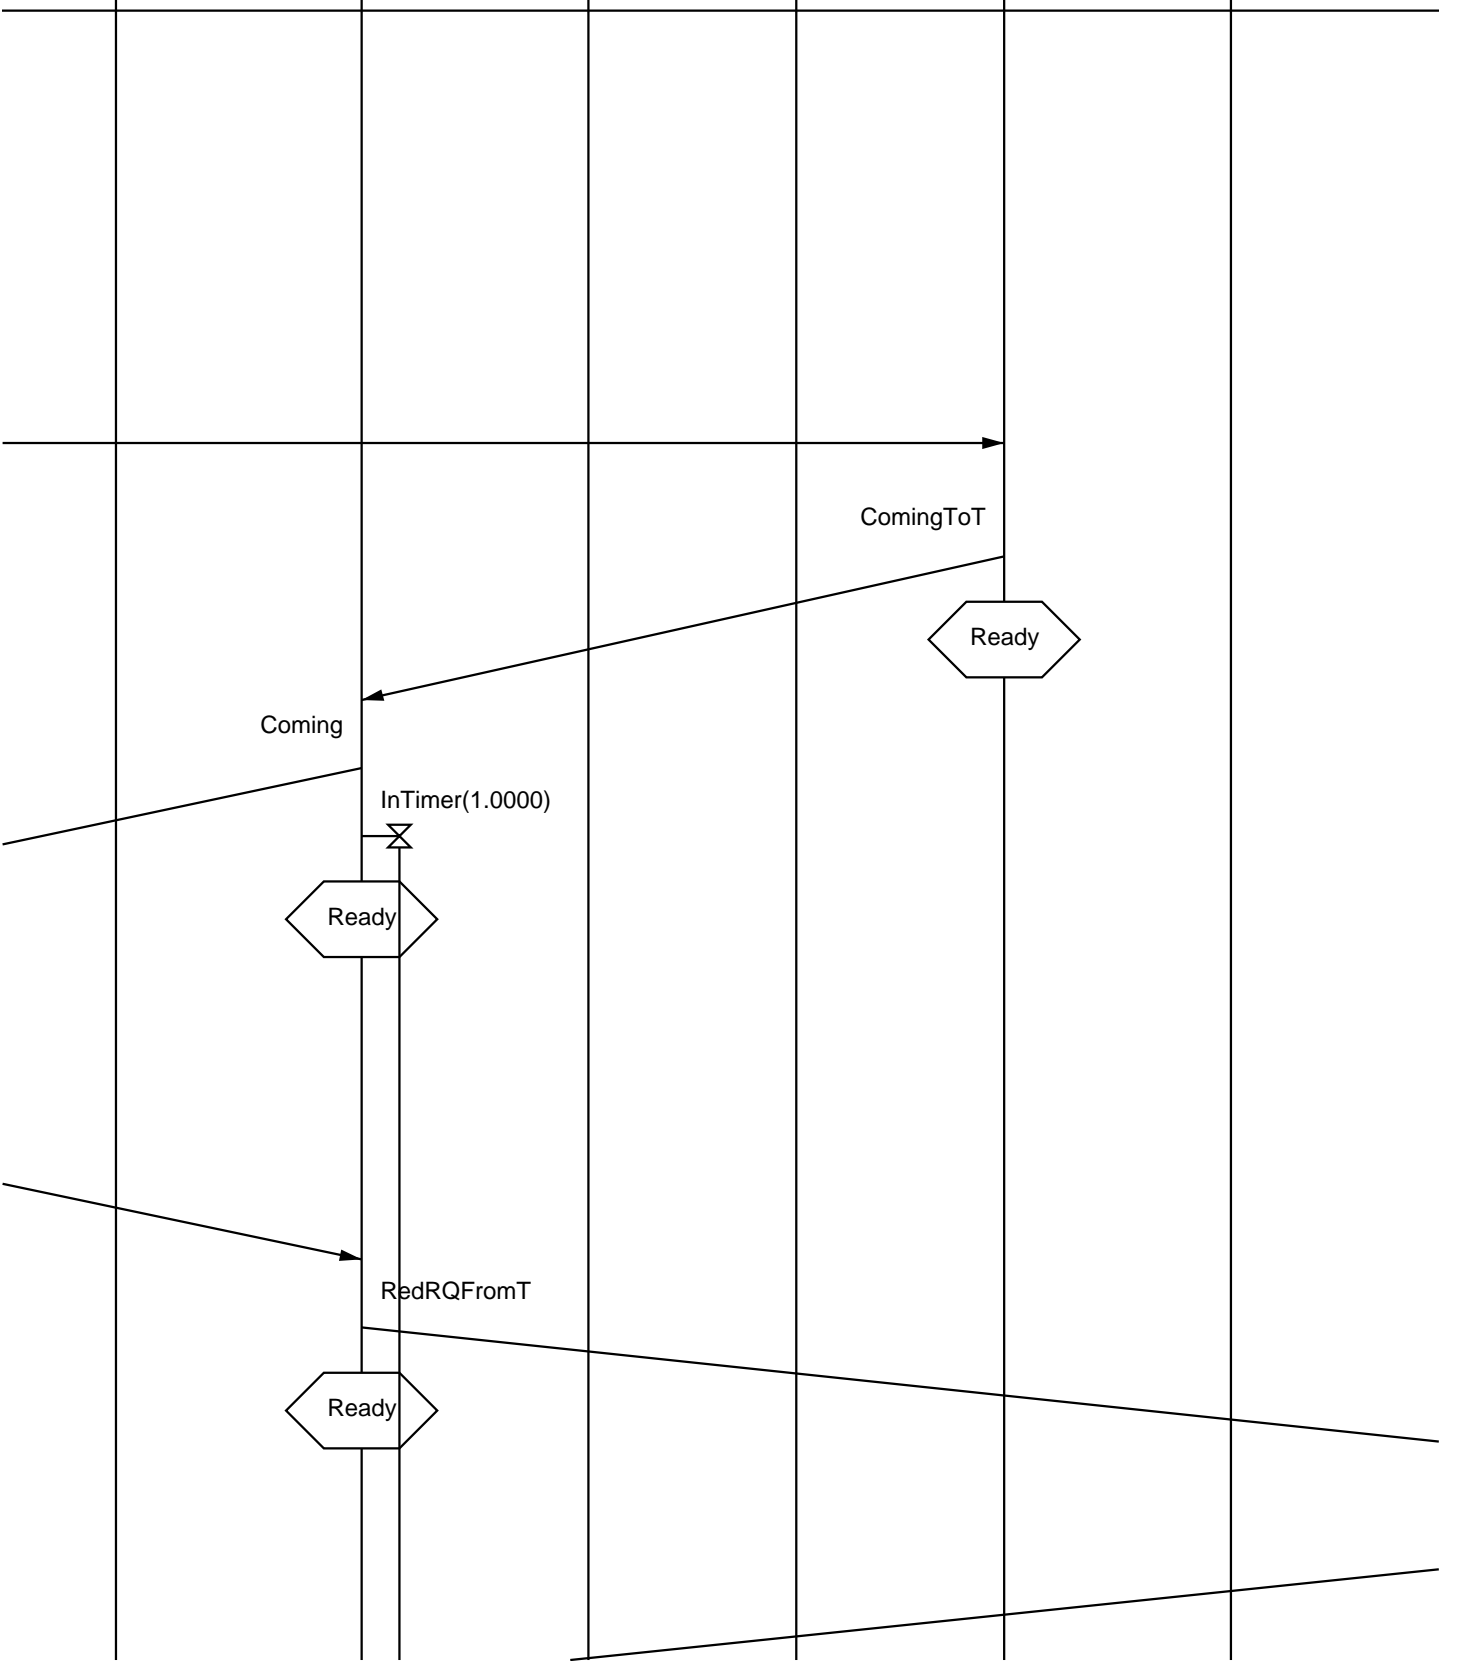 ComingToT
Ready
Coming
InTimer(1.0000)
Ready
RedRQFromT
Ready